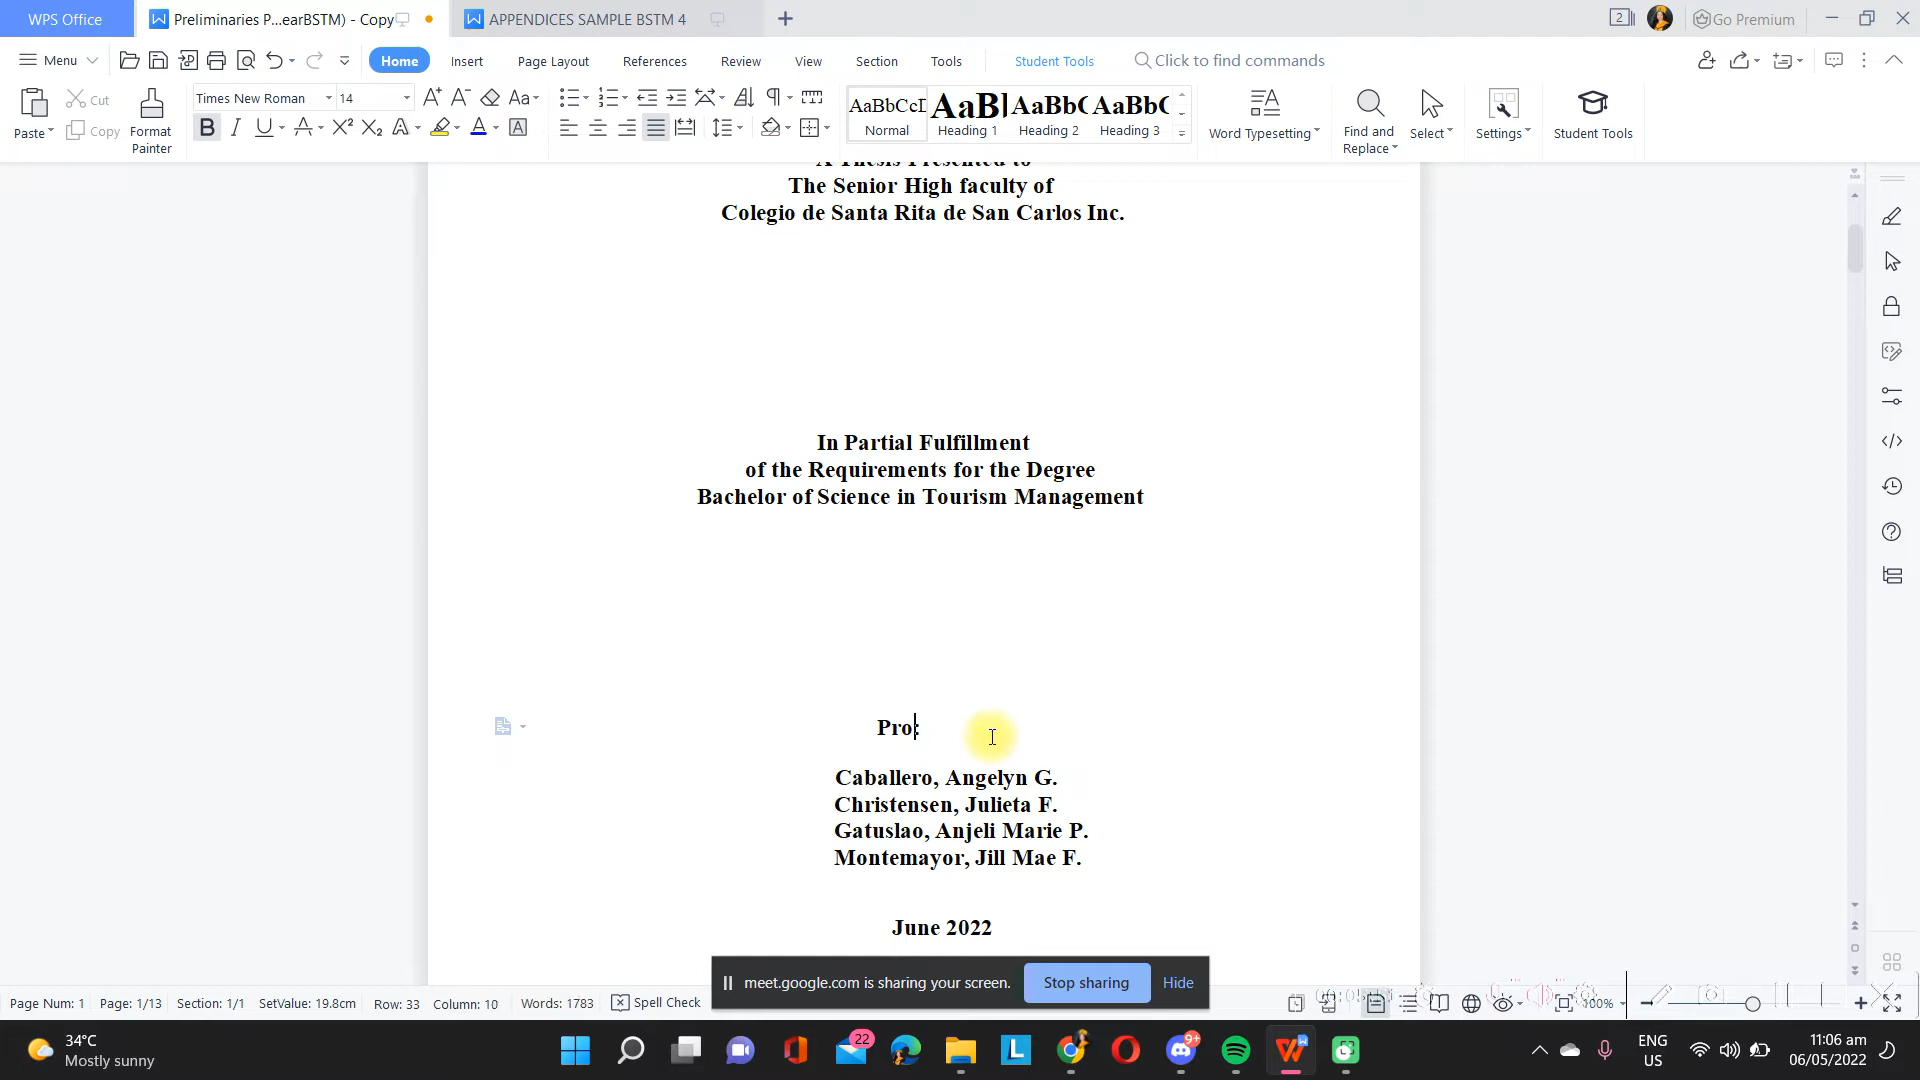 WPS Office
Preliminaries P...earBSTM) - Copy
APPENDICES SAMPLE BSTM 4
2
Go Premium
Menu
Home
Insert
Page Layout
References
Review
View
Section
Tools
Student Tools
Click to find commands
Paste
Cut
Copy
Format
Painter
Times New Roman
14
AaBbCcD
Normal
AaBb
Heading 1
AaBbC
Heading 2
AaBbC
Heading 3
Word Typesetting
Find and
Replace
Select
Settings
Student Tools
A Thesis Presented to
The Senior High faculty of
Colegio de Santa Rita de San Carlos Inc.
In Partial Fulfillment
of the Requirements for the Degree
Bachelor of Science in Tourism Management
Pro:
Caballero, Angelyn G.
Christensen, Julieta F.
Gatuslao, Anjeli Marie P.
Montemayor, Jill Mae F.
June 2022
meet.google.com is sharing your screen.
Stop sharing
Hide
Page Num: 1
Page: 1/13
Section: 1/1
SetValue: 19.8cm
Row: 33
Column: 10
Words: 1783
Spell Check
100%
34°C
Mostly sunny
22
9+
ENG
US
11:06 am
06/05/2022